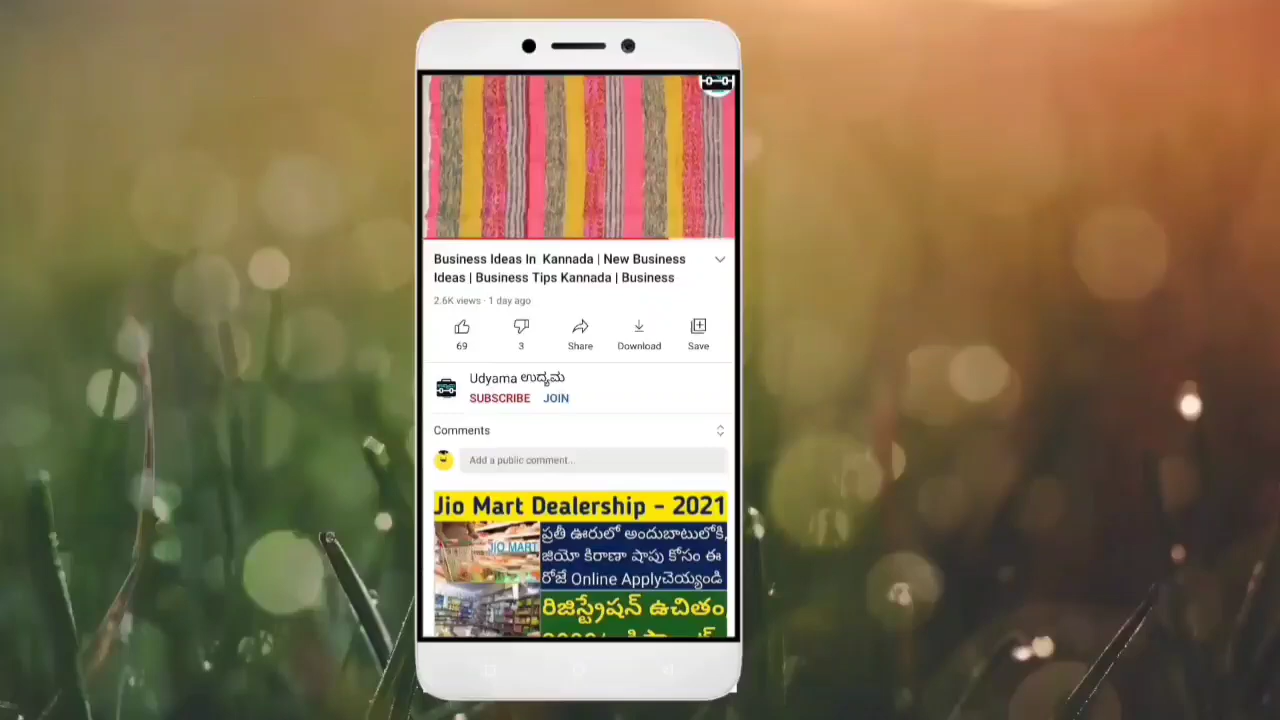 Business Ideas In Kannada | New Business
Ideas | Business Tips Kannada | Business
2.6K views · 1 day ago
69
3
Share
Download
Save
Udyama ಉದ್ಯಮ
SUBSCRIBE JOIN
Comments
Add a public comment...
Jio Mart Dealership - 2021
JIO MART
ప్రతీ ఊరులో అందుబాటులోకి,
జియో కిరాణా షాపు కోసం ఈ
రోజే Online Applyచెయ్యండి
రిజిస్ట్రేషన్ ఉచితం,